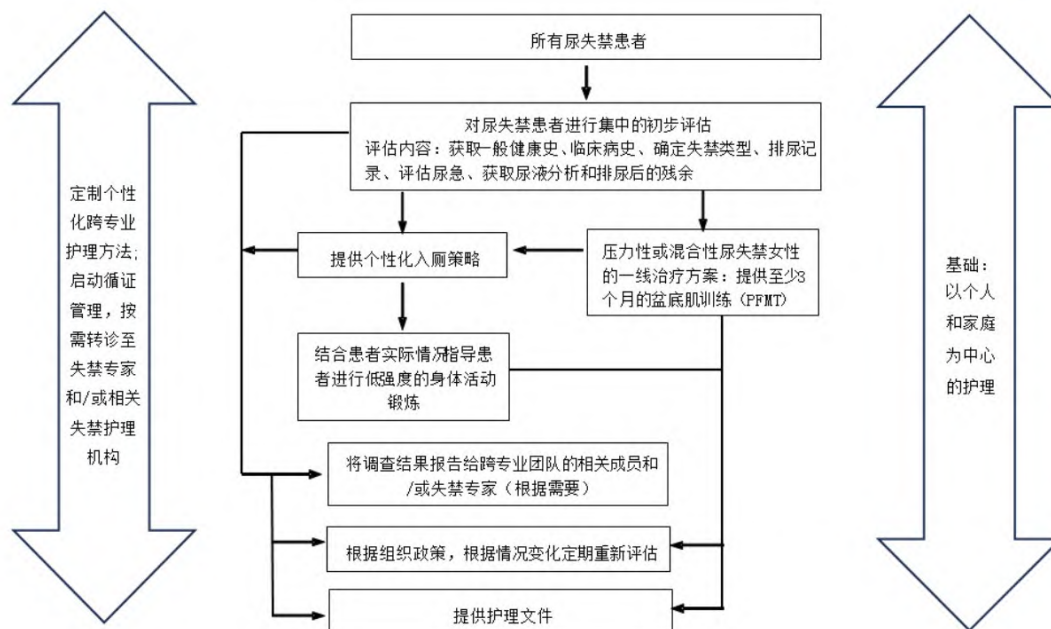 所有尿失禁患者
对尿失禁患者进行集中的初步评估
评估内容：获取一般健康史、临床病史、确定失禁类型、排尿记
录、评估尿急、获取尿液分析和排尿后的残余
定制个性
化跨专业
护理方法;
启动循证
管理，按
需转诊至
失禁专家
和/或相关
失禁护理
机构
提供个性化入厕策略
压力性或混合性尿失禁女性
的一线治疗方案：提供至少3
个月的盆底肌训练（PFMT）
基础：
以个人
和家庭
为中心
的护理
结合患者实际情况指导患
者进行低强度的身体活动
锻炼
将调查结果报告给跨专业团队的相关成员和
/或失禁专家（根据需要）
根据组织政策，根据情况变化定期重新评估
提供护理文件